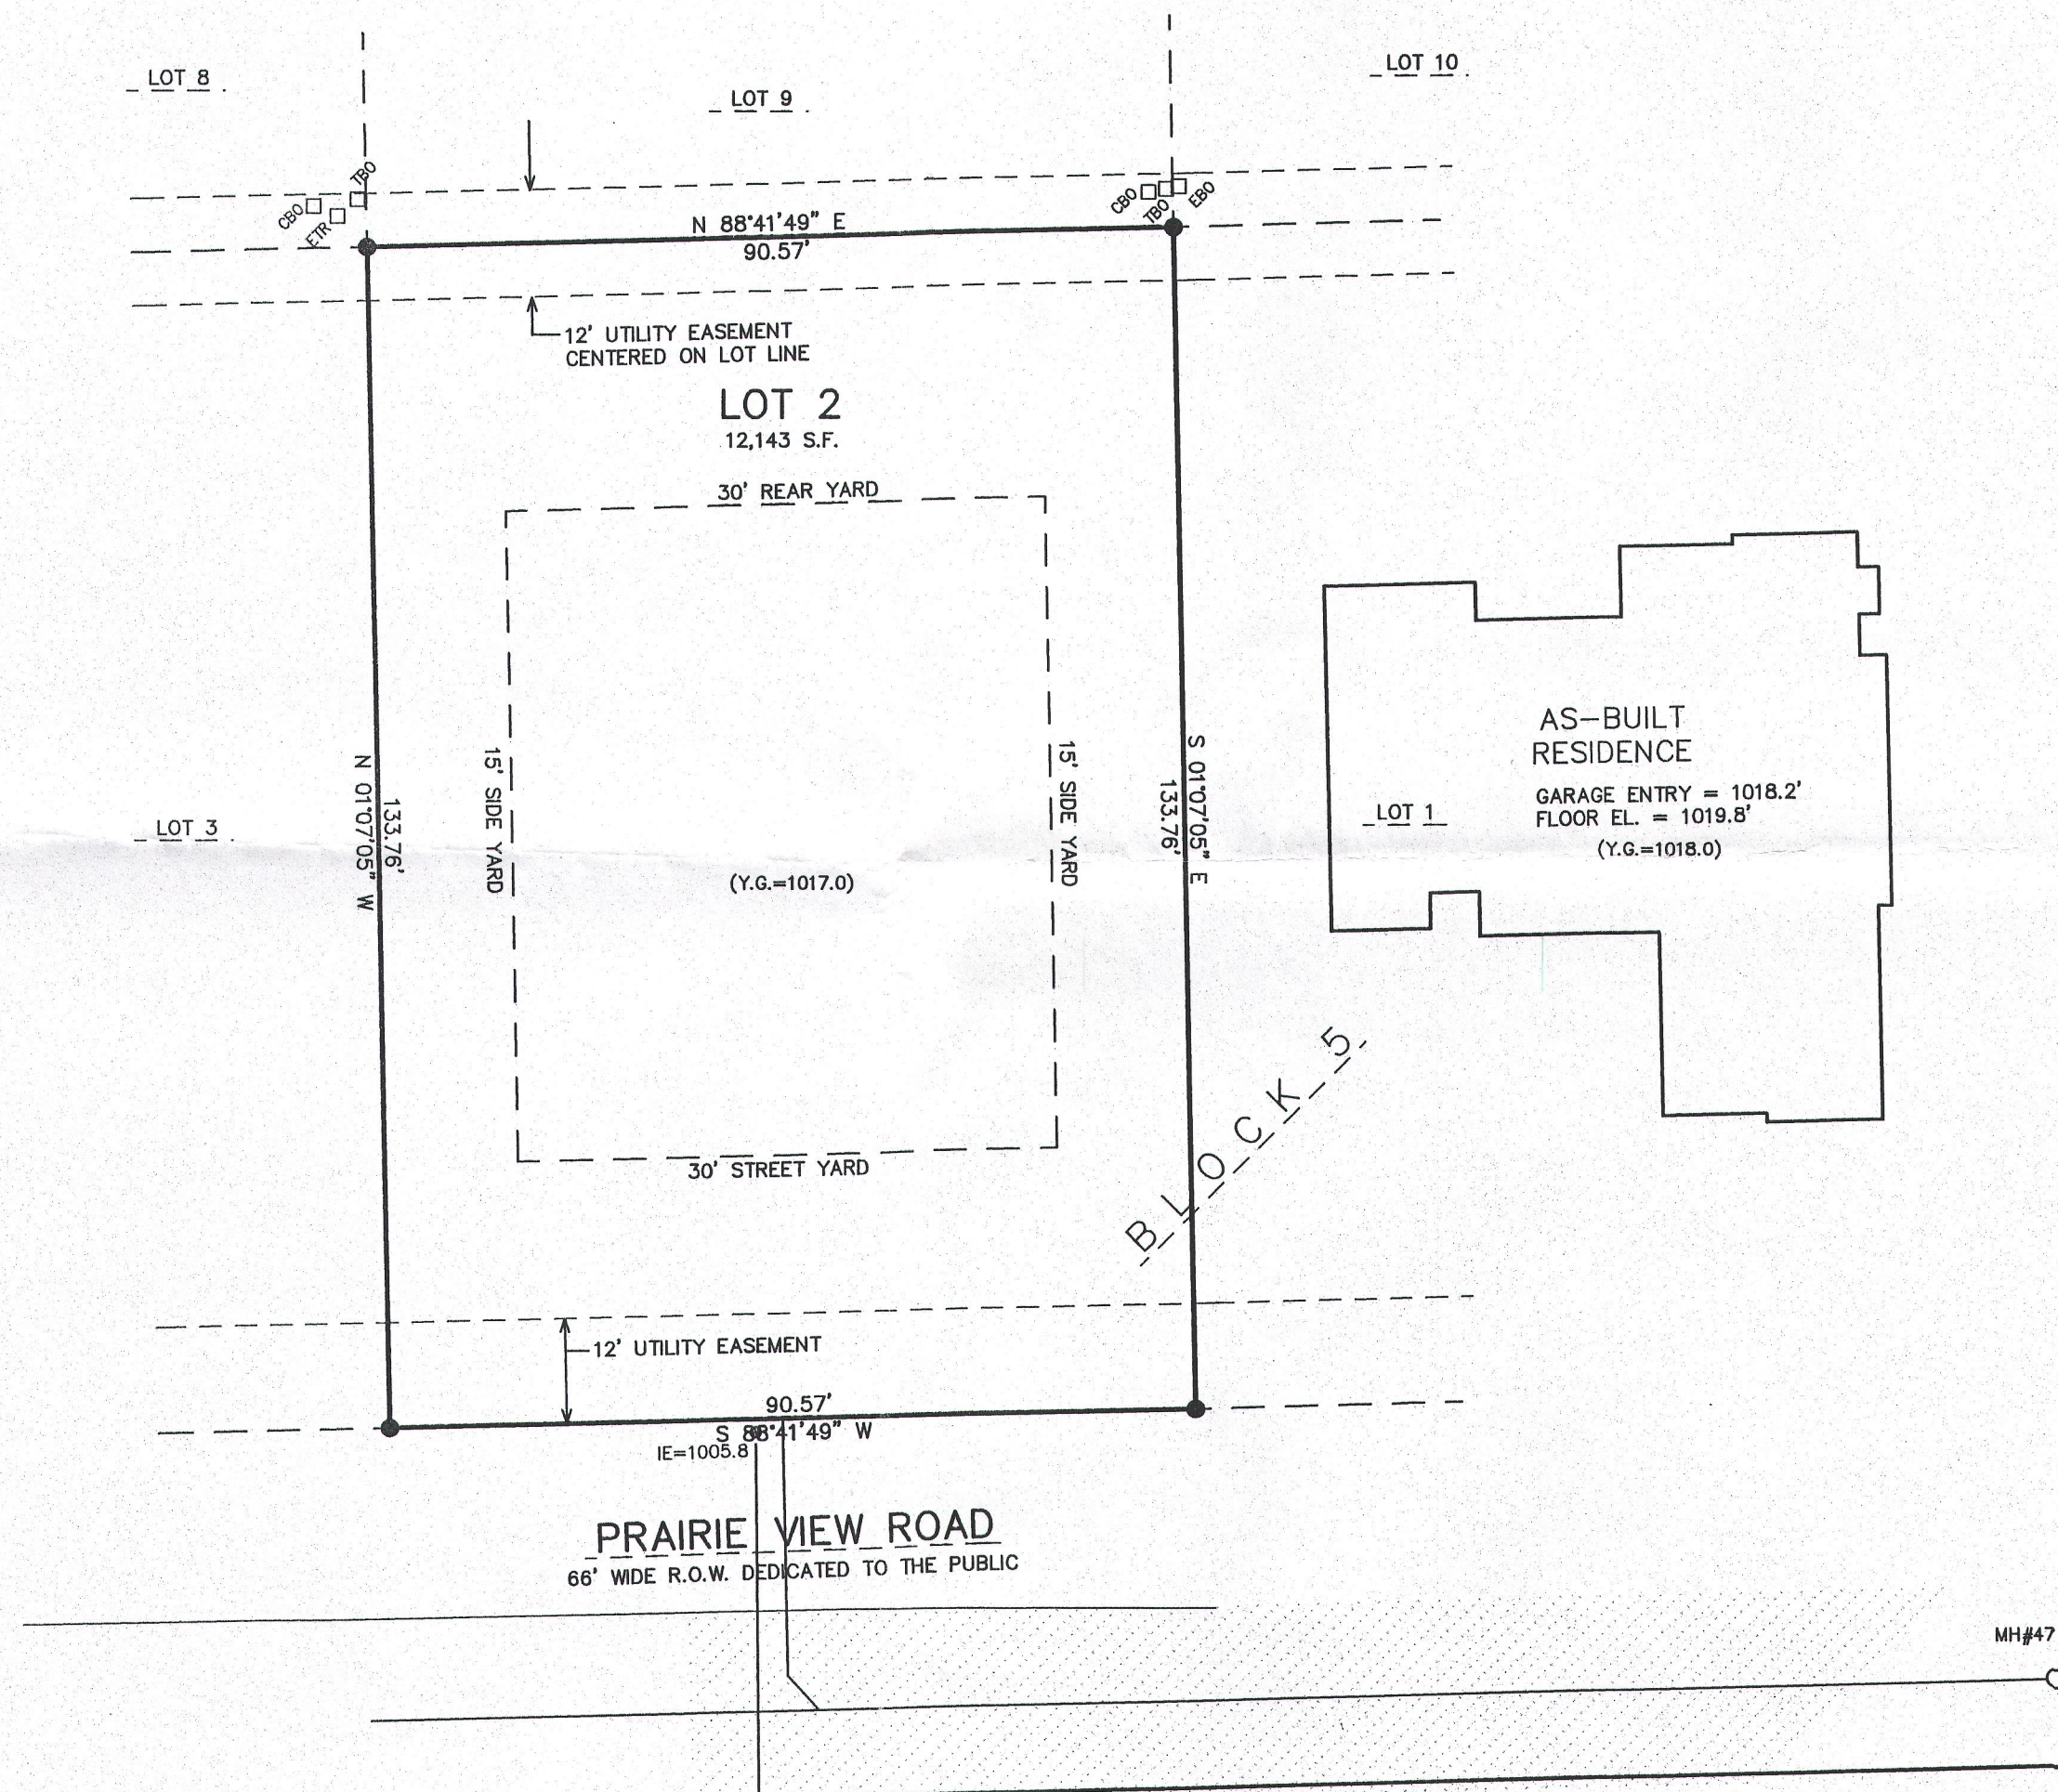 LOT 8
LOT 9
LOT 10
TBO
CBO
ETR
CBO
TBO
EBO
N 88°41'49" E
90.57'
12' UTILITY EASEMENT
CENTERED ON LOT LINE
LOT 2
12,143 S.F.
30' REAR YARD
N 01°07'05" W
133.76'
15' SIDE YARD
15' SIDE YARD
133.76'
S 01°07'05" E
LOT 3
(Y.G.=1017.0)
AS-BUILT
RESIDENCE
GARAGE ENTRY = 1018.2'
FLOOR EL. = 1019.8'
(Y.G.=1018.0)
LOT 1
BLOCK 5
30' STREET YARD
12' UTILITY EASEMENT
90.57'
S 88°41'49" W
IE=1005.8
PRAIRIE VIEW ROAD
66' WIDE R.O.W. DEDICATED TO THE PUBLIC
MH#47